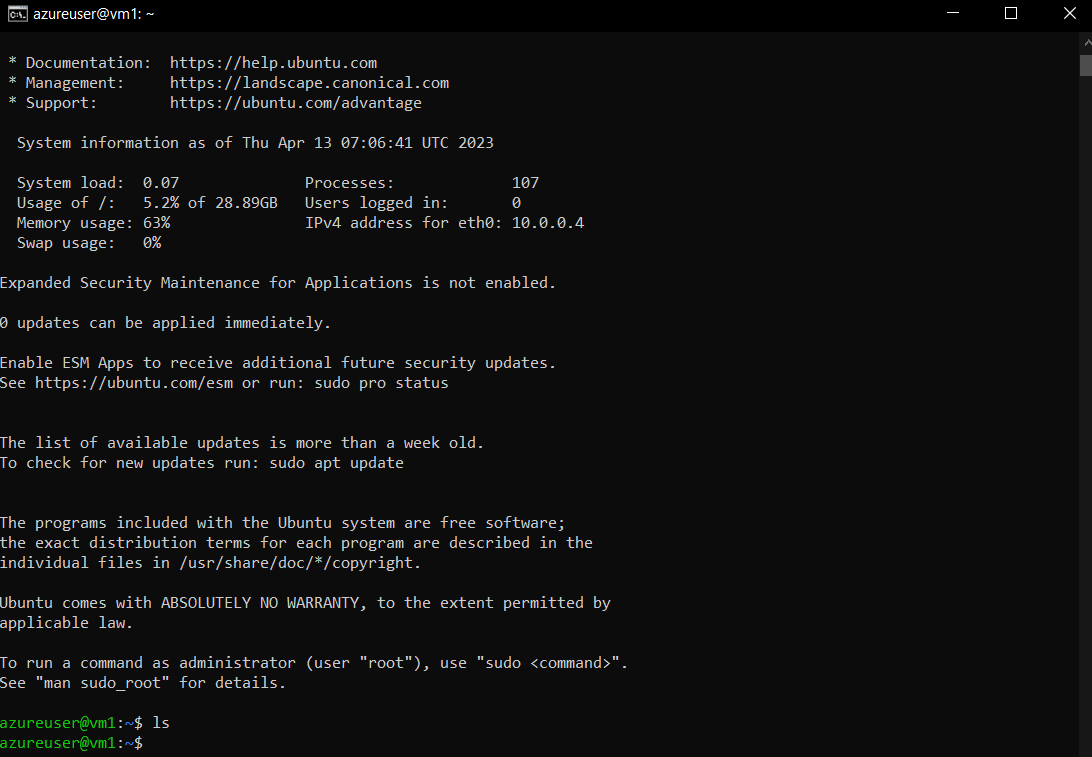 azureuser@vm1: ~
* Documentation:  https://help.ubuntu.com
* Management:     https://landscape.canonical.com
* Support:        https://ubuntu.com/advantage
System information as of Thu Apr 13 07:06:41 UTC 2023
System load:  0.07              Processes:             107
Usage of /:   5.2% of 28.89GB   Users logged in:       0
Memory usage: 63%               IPv4 address for eth0: 10.0.0.4
Swap usage:   0%
Expanded Security Maintenance for Applications is not enabled.
0 updates can be applied immediately.
Enable ESM Apps to receive additional future security updates.
See https://ubuntu.com/esm or run: sudo pro status
The list of available updates is more than a week old.
To check for new updates run: sudo apt update
The programs included with the Ubuntu system are free software;
the exact distribution terms for each program are described in the
individual files in /usr/share/doc/*/copyright.
Ubuntu comes with ABSOLUTELY NO WARRANTY, to the extent permitted by
applicable law.
To run a command as administrator (user "root"), use "sudo <command>".
See "man sudo_root" for details.
azureuser@vm1:~$ ls
azureuser@vm1:~$